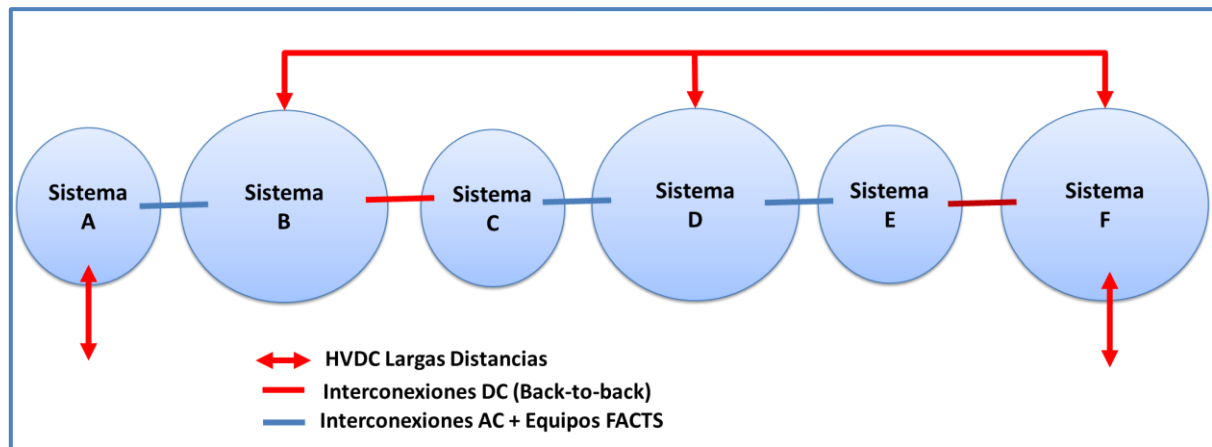 Sistema
A
Sistema
B
Sistema
C
Sistema
D
Sistema
E
Sistema
F
HVDC Largas Distancias
Interconexiones DC (Back-to-back)
Interconexiones AC + Equipos FACTS